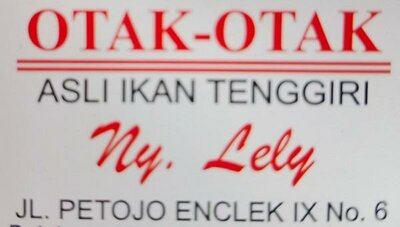 OTAK-OTAK
ASLI IKAN TENGGIRI
Ny. Lely
JL. PETOJO ENCLEK IX No. 6